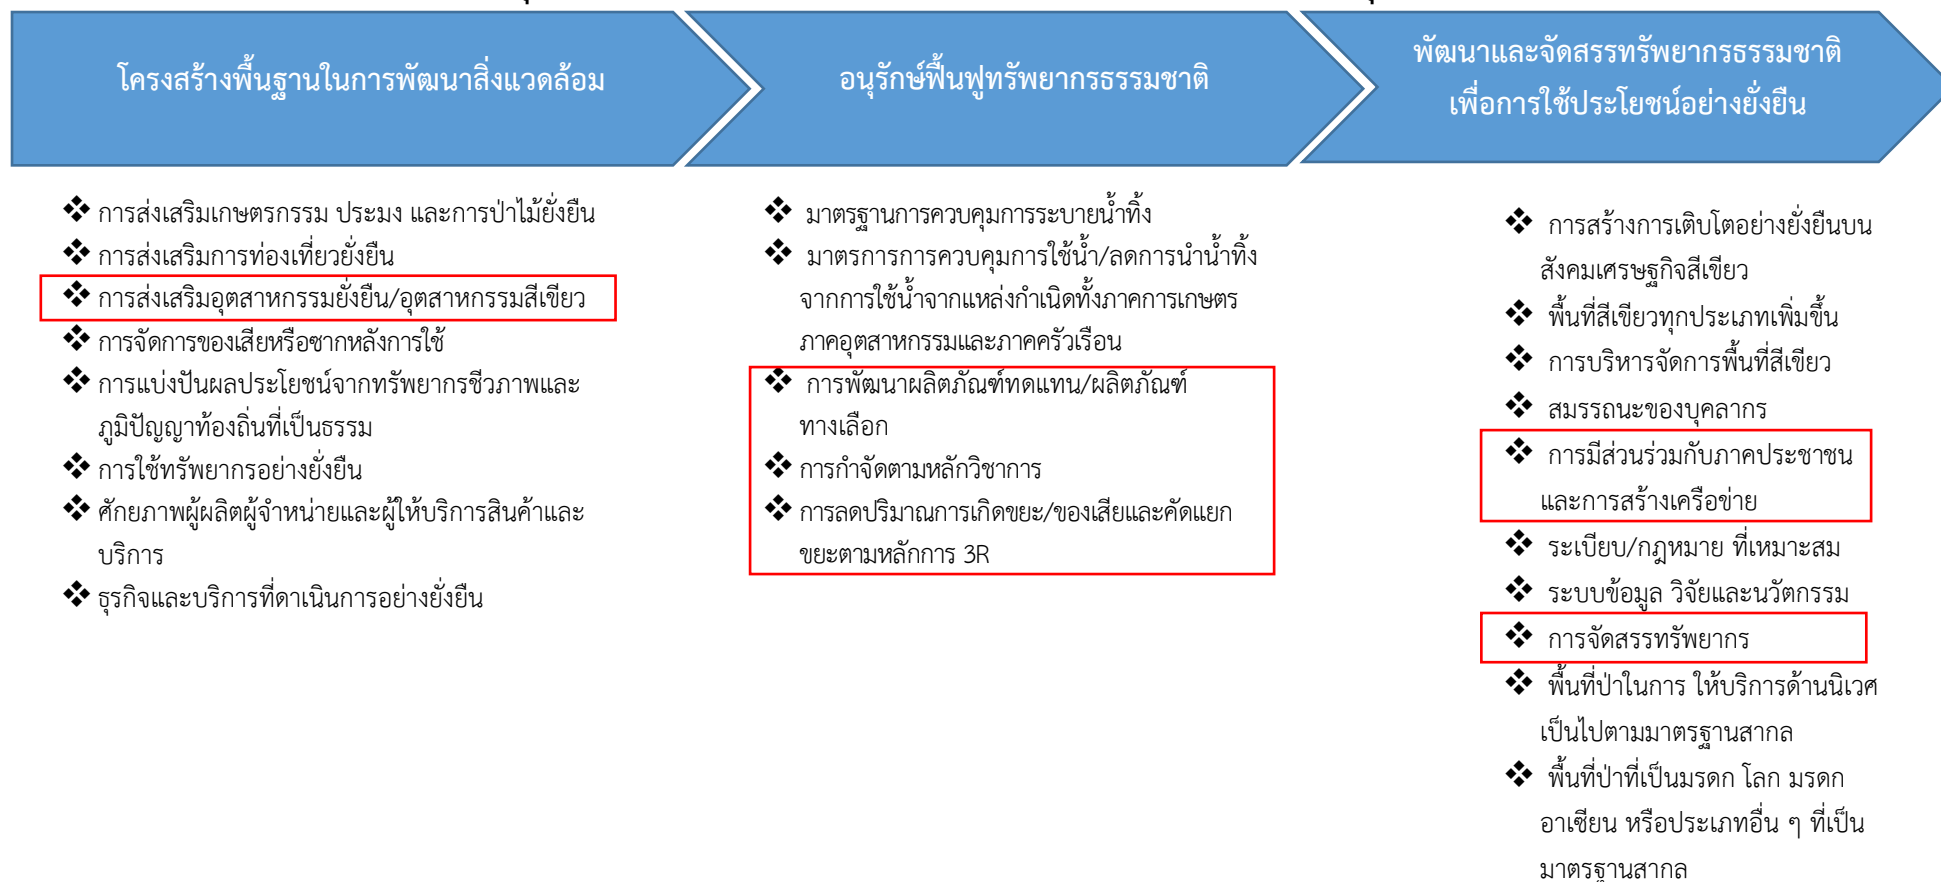 โครงสร้างพื้นฐานในการพัฒนาสิ่งแวดล้อม
การส่งเสริมเกษตรกรรม ประมง และการป่าไม้ยั่งยืน
การส่งเสริมการท่องเที่ยวยั่งยืน
การส่งเสริมอุตสาหกรรมยั่งยืน/อุตสาหกรรมสีเขียว
การจัดการของเสียหรือซากหลังการใช้
การแบ่งปันผลประโยชน์จากทรัพยากรชีวภาพและ
ภูมิปัญญาท้องถิ่นที่เป็นธรรม
การใช้ทรัพยากรอย่างยั่งยืน
ศักยภาพผู้ผลิตผู้จำหน่ายและผู้ให้บริการสินค้าและ
บริการ
ธุรกิจและบริการที่ดาเนินการอย่างยั่งยืน
อนุรักษ์ฟื้นฟูทรัพยากรธรรมชาติ
มาตรฐานการควบคุมการระบายน้ำทิ้ง
มาตรการการควบคุมการใช้น้ำ/ลดการนำน้ำทิ้ง
จากการใช้น้ำจากแหล่งกำเนิดทั้งภาคการเกษตร
ภาคอุตสาหกรรมและภาคครัวเรือน
การพัฒนาผลิตภัณฑ์ทดแทน/ผลิตภัณฑ์
ทางเลือก
การกำจัดตามหลักวิชาการ
การลดปริมาณการเกิดขยะ/ของเสียและคัดแยก
ขยะตามหลักการ 3R
พัฒนาและจัดสรรทรัพยากรธรรมชาติ
เพื่อการใช้ประโยชน์อย่างยั่งยืน
การสร้างการเติบโตอย่างยั่งยืนบน
สังคมเศรษฐกิจสีเขียว
พื้นที่สีเขียวทุกประเภทเพิ่มขึ้น
การบริหารจัดการพื้นที่สีเขียว
สมรรถนะของบุคลากร
การมีส่วนร่วมกับภาคประชาชน
และการสร้างเครือข่าย
ระเบียบ/กฎหมาย ที่เหมาะสม
ระบบข้อมูล วิจัยและนวัตกรรม
การจัดสรรทรัพยากร
พื้นที่ป่าในการ ให้บริการด้านนิเวศ
เป็นไปตามมาตรฐานสากล
พื้นที่ป่าที่เป็นมรดก โลก มรดก
อาเซียน หรือประเภทอื่น ๆ ที่เป็น
มาตรฐานสากล